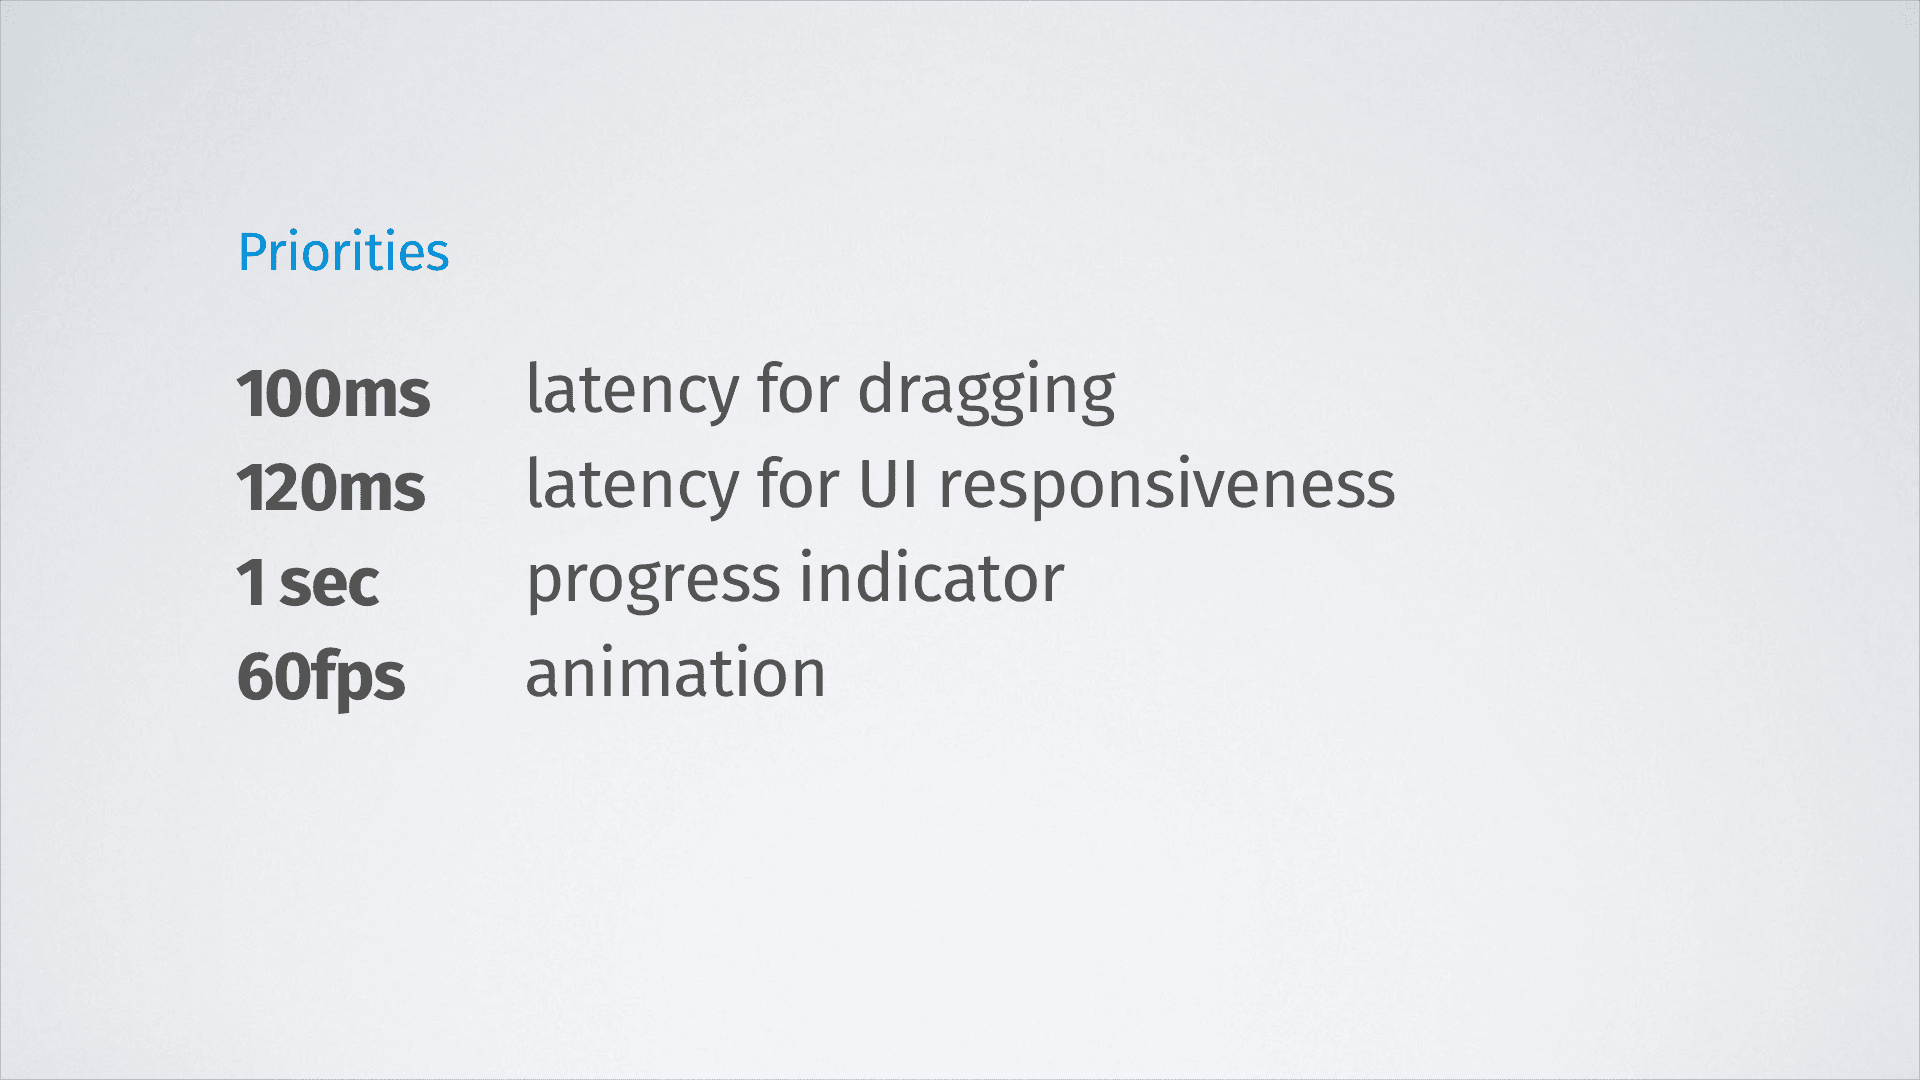 Priorities
100ms latency for dragging
120ms latency for UI responsiveness
1 sec progress indicator
60fps animation